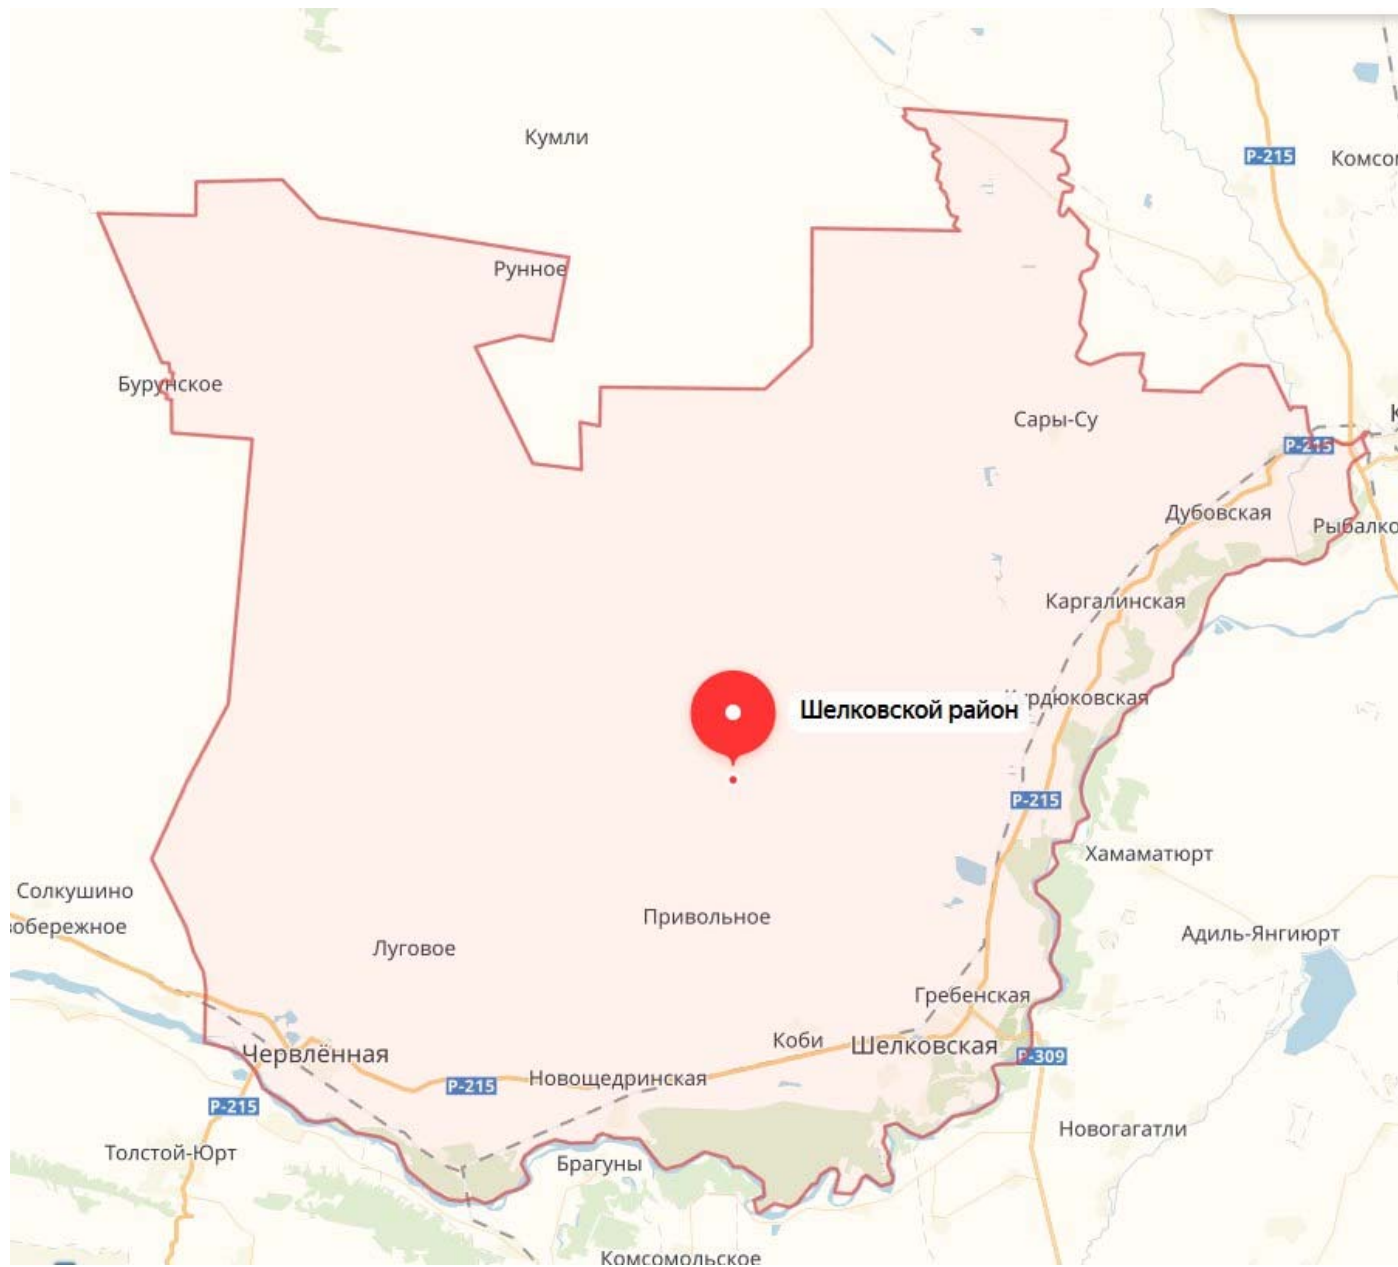 Кумли
Р-215
Рунное
Бурунское
Сары-Су
Р-215
Дубовская
Каргалинская
Шелковской район
Р-215
Хамаматюрт
Солкушино
Привольное
Адиль-Янгиюрт
Луговое
Гребенская
Коби
Шелковская
Р-309
Червлённая
Новощедринская
Р-215
Р-215
Новогагатли
Толстой-Юрт
Брагуны
Комсомольское